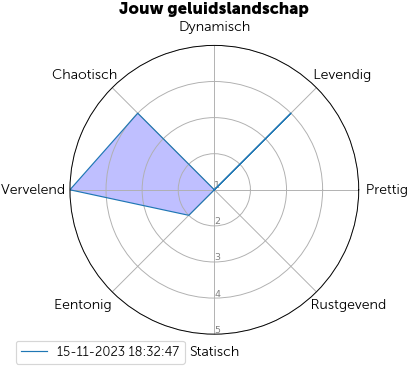 Jouw geluidslandschap
Dynamisch
Chaotisch
Levendig
Vervelend
1
Prettig
2
3
Eentonig
4
Rustgevend
5
15-11-2023 18:32:47
Statisch